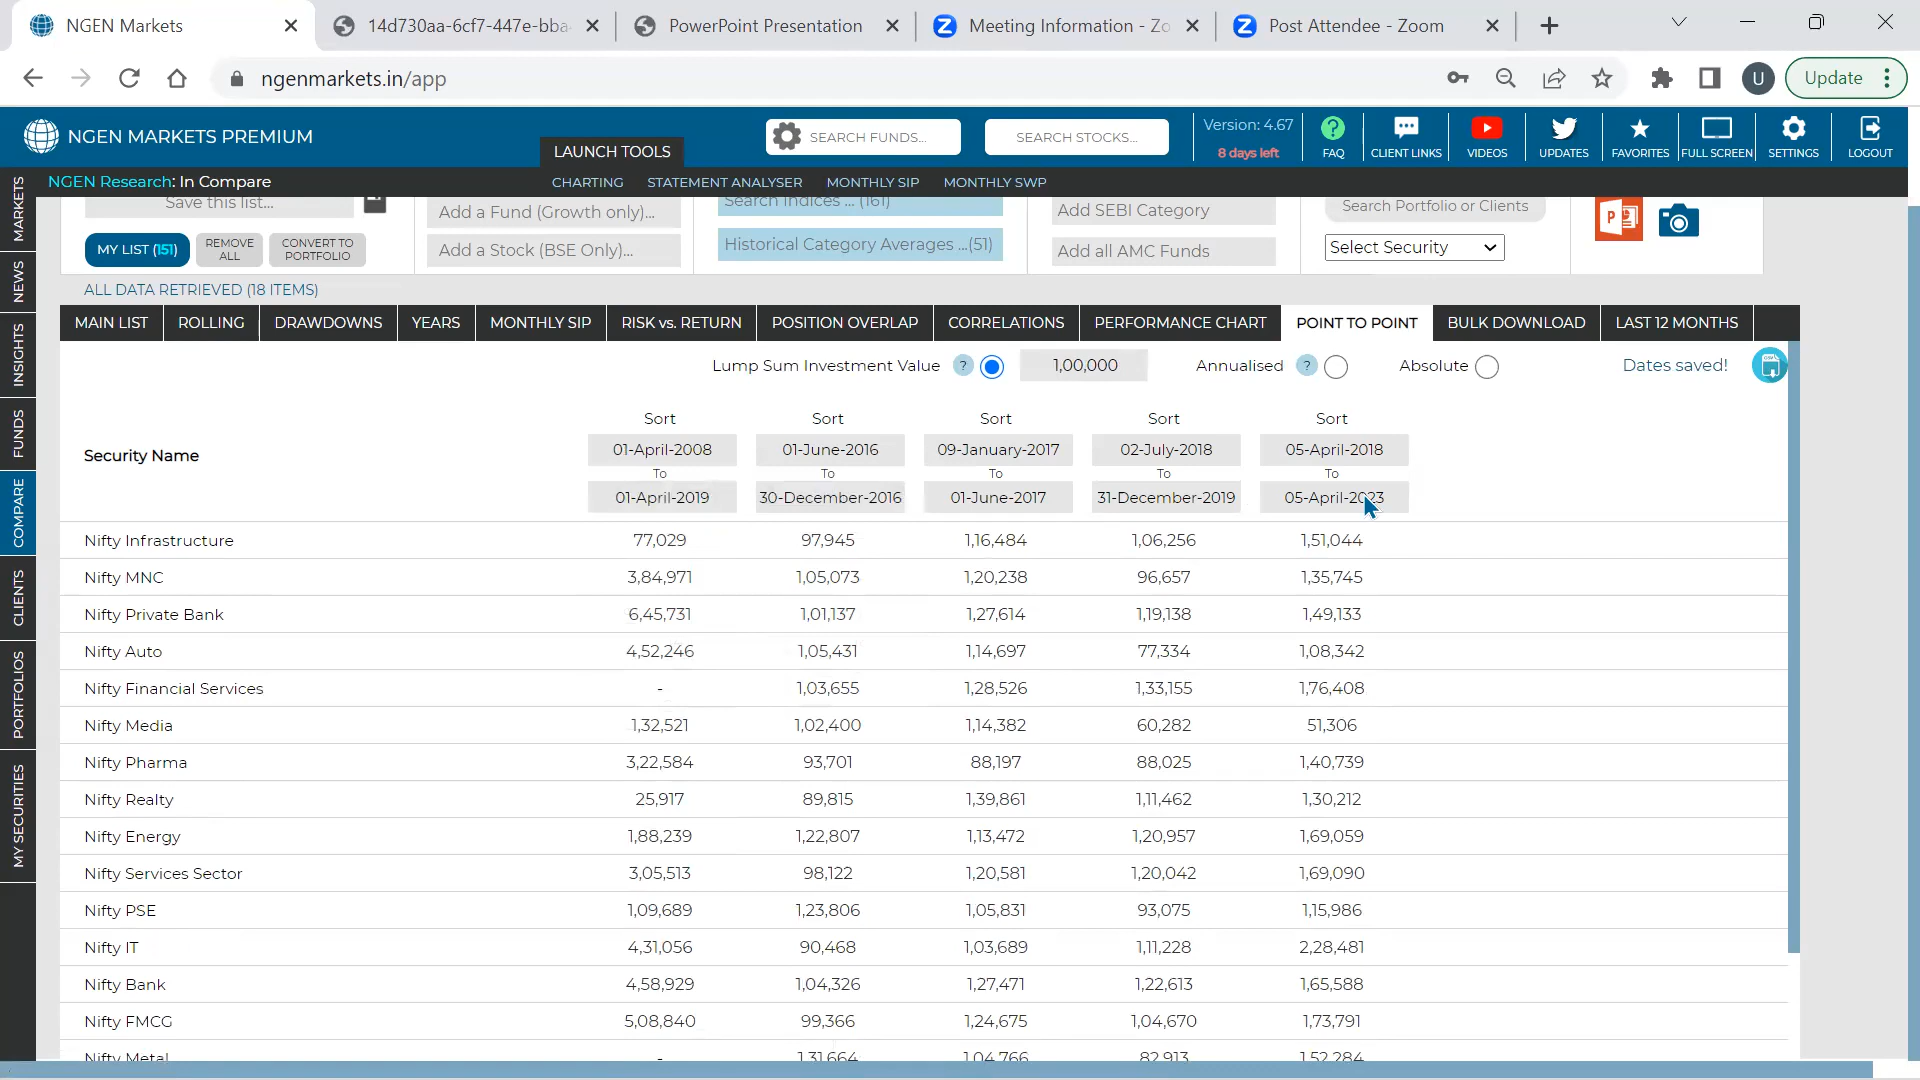 NGEN Markets
14d730aa-6cf7-447e-bba
PowerPoint Presentation
Meeting Information - Zo
Post Attendee - Zoom
ngenmarkets.in/app
U
Update
NGEN MARKETS PREMIUM
LAUNCH TOOLS
SEARCH FUNDS...
SEARCH STOCKS...
Version: 4.67
8 days left
FAQ
CLIENT LINKS
VIDEOS
UPDATES
FAVORITES
FULL SCREEN
SETTINGS
LOGOUT
NGEN Research: In Compare
CHARTING
STATEMENT ANALYSER
MONTHLY SIP
MONTHLY SWP
MARKETS
NEWS
INSIGHTS
FUNDS
COMPARE
CLIENTS
PORTFOLIOS
MY SECURITIES
Save this list...
Add a Fund (Growth only)...
Search Indices ... (161)
Add SEBI Category
Search Portfolio or Clients
MY LIST (151)
REMOVE ALL
CONVERT TO PORTFOLIO
Add a Stock (BSE Only)...
Historical Category Averages ...(51)
Add all AMC Funds
Select Security
ALL DATA RETRIEVED (18 ITEMS)
MAIN LIST ROLLING DRAWDOWNS YEARS MONTHLY SIP RISK vs. RETURN POSITION OVERLAP CORRELATIONS PERFORMANCE CHART POINT TO POINT BULK DOWNLOAD LAST 12 MONTHS
Lump Sum Investment Value ? 1,00,000 Annualised ? Absolute Dates saved!
Sort Sort Sort Sort Sort
01-April-2008 01-June-2016 09-January-2017 02-July-2018 05-April-2018
Security Name
To To To To To
01-April-2019 30-December-2016 01-June-2017 31-December-2019 05-April-2023
Nifty Infrastructure 77,029 97,945 1,16,484 1,06,256 1,51,044
Nifty MNC 3,84,971 1,05,073 1,20,238 96,657 1,35,745
Nifty Private Bank 6,45,731 1,01,137 1,27,614 1,19,138 1,49,133
Nifty Auto 4,52,246 1,05,431 1,14,697 77,334 1,08,342
Nifty Financial Services - 1,03,655 1,28,526 1,33,155 1,76,408
Nifty Media 1,32,521 1,02,400 1,14,382 60,282 51,306
Nifty Pharma 3,22,584 93,701 88,197 88,025 1,40,739
Nifty Realty 25,917 89,815 1,39,861 1,11,462 1,30,212
Nifty Energy 1,88,239 1,22,807 1,13,472 1,20,957 1,69,059
Nifty Services Sector 3,05,513 98,122 1,20,581 1,20,042 1,69,090
Nifty PSE 1,09,689 1,23,806 1,05,831 93,075 1,15,986
Nifty IT 4,31,056 90,468 1,03,689 1,11,228 2,28,481
Nifty Bank 4,58,929 1,04,326 1,27,471 1,22,613 1,65,588
Nifty FMCG 5,08,840 99,366 1,24,675 1,04,670 1,73,791
Nifty Metal - 1,31,664 1,04,766 82,913 1,52,284